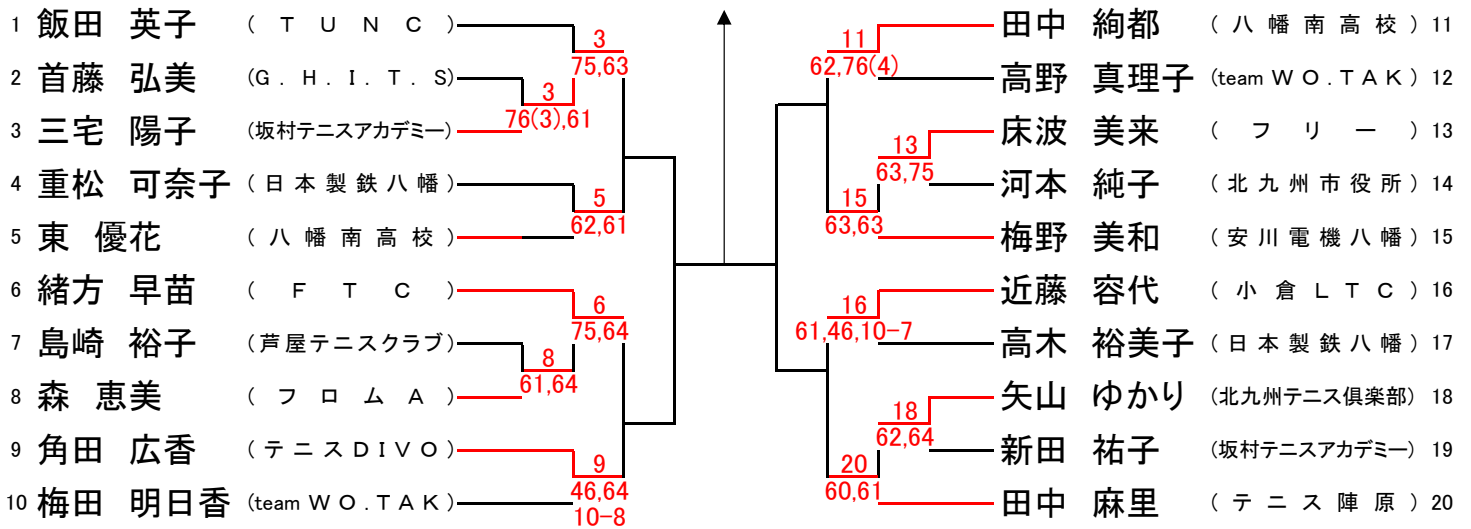 1 飯田 英子 (TUNC)
2 首藤 弘美 (G.H.I.T.S)
3 三宅 陽子 (坂村テニスアカデミー)
4 重松 可奈子 (日本製鉄八幡)
5 東 優花 (八幡南高校)
6 緒方 早苗 (FTC)
7 島崎 裕子 (芦屋テニスクラブ)
8 森 恵美 (フロムA)
9 角田 広香 (テニスDIVO)
10 梅田 明日香 (team WO.TAK)
3
75,63
3
76(3),61
5
62,61
6
75,64
8
61,64
9
46,64
10-8
11
62,76(4)
13
63,75
15
63,63
16
61,46,10-7
18
62,64
20
60,61
田中 絢都 (八幡南高校) 11
高野 真理子 (team WO.TAK) 12
床波 美来 (フリー) 13
河本 純子 (北九州市役所) 14
梅野 美和 (安川電機八幡) 15
近藤 容代 (小倉LTC) 16
高木 裕美子 (日本製鉄八幡) 17
矢山 ゆかり (北九州テニス倶楽部) 18
新田 祐子 (坂村テニスアカデミー) 19
田中 麻里 (テニス陣原) 20